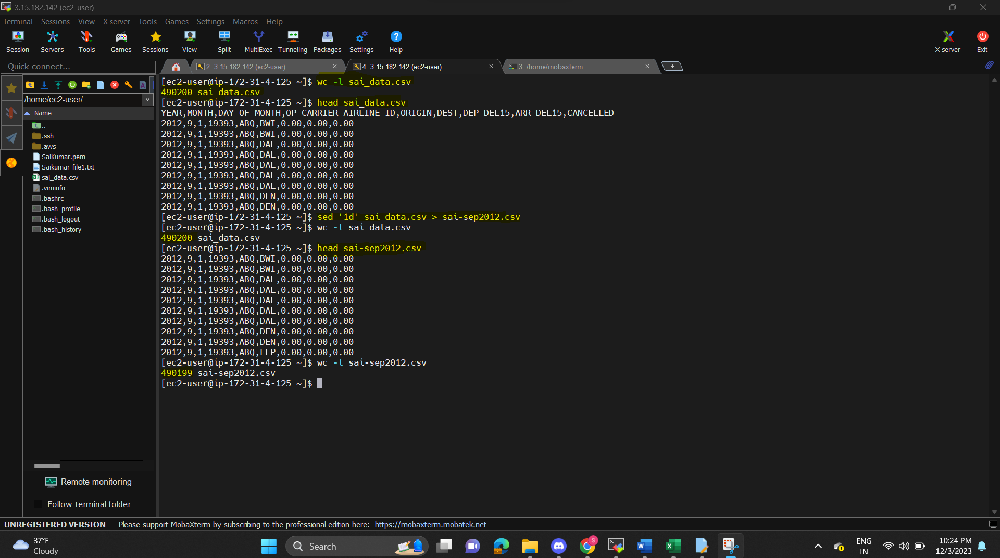 3.15.182.142 (ec2-user)
Terminal Sessions View X server Tools Games Settings Macros Help
Session Servers Tools Games Sessions View Split MultiExec Tunneling Packages Settings Help X server Exit
Quick connect...
2. 3.15.182.142 (ec2-user)
4. 3.15.182.142 (ec2-user)
3. /home/mobaxterm
/home/ec2-user/
Name
..
.ssh
.aws
SaiKumar.pem
Saikumar-file1.txt
sai_data.csv
.viminfo
.bashrc
.bash_profile
.bash_logout
.bash_history
Remote monitoring
Follow terminal folder
[ec2-user@ip-172-31-4-125 ~]$ wc -l sai_data.csv
490200 sai_data.csv
[ec2-user@ip-172-31-4-125 ~]$ head sai_data.csv
YEAR,MONTH,DAY_OF_MONTH,OP_CARRIER_AIRLINE_ID,ORIGIN,DEST,DEP_DEL15,ARR_DEL15,CANCELLED
2012,9,1,19393,ABQ,BWI,0.00,0.00,0.00
2012,9,1,19393,ABQ,BWI,0.00,0.00,0.00
2012,9,1,19393,ABQ,DAL,0.00,0.00,0.00
2012,9,1,19393,ABQ,DAL,0.00,0.00,0.00
2012,9,1,19393,ABQ,DAL,0.00,0.00,0.00
2012,9,1,19393,ABQ,DAL,0.00,0.00,0.00
2012,9,1,19393,ABQ,DAL,0.00,0.00,0.00
2012,9,1,19393,ABQ,DEN,0.00,0.00,0.00
2012,9,1,19393,ABQ,DEN,0.00,0.00,0.00
[ec2-user@ip-172-31-4-125 ~]$ sed '1d' sai_data.csv > sai-sep2012.csv
[ec2-user@ip-172-31-4-125 ~]$ wc -l sai_data.csv
490200 sai_data.csv
[ec2-user@ip-172-31-4-125 ~]$ head sai-sep2012.csv
2012,9,1,19393,ABQ,BWI,0.00,0.00,0.00
2012,9,1,19393,ABQ,BWI,0.00,0.00,0.00
2012,9,1,19393,ABQ,DAL,0.00,0.00,0.00
2012,9,1,19393,ABQ,DAL,0.00,0.00,0.00
2012,9,1,19393,ABQ,DAL,0.00,0.00,0.00
2012,9,1,19393,ABQ,DAL,0.00,0.00,0.00
2012,9,1,19393,ABQ,DAL,0.00,0.00,0.00
2012,9,1,19393,ABQ,DEN,0.00,0.00,0.00
2012,9,1,19393,ABQ,DEN,0.00,0.00,0.00
2012,9,1,19393,ABQ,ELP,0.00,0.00,0.00
[ec2-user@ip-172-31-4-125 ~]$ wc -l sai-sep2012.csv
490199 sai-sep2012.csv
[ec2-user@ip-172-31-4-125 ~]$
UNREGISTERED VERSION - Please support MobaXterm by subscribing to the professional edition here: https://mobaxterm.mobatek.net
37°F
Cloudy
Search
S
ENG
IN
10:24 PM
12/3/2023